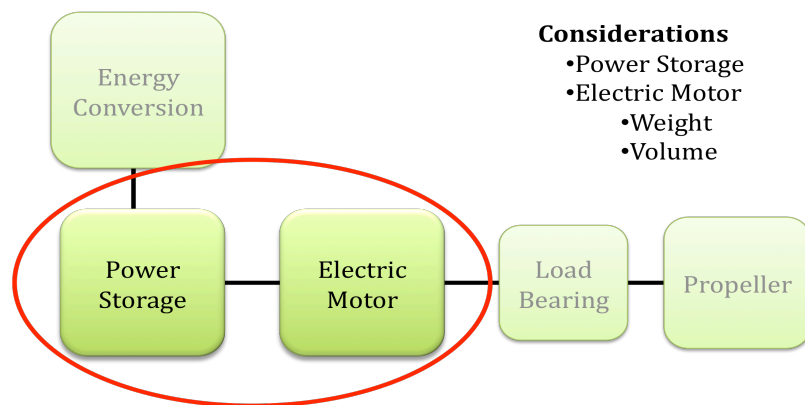 Considerations
•Power Storage
•Electric Motor
•Weight
•Volume
Energy
Conversion
Power
Storage
Electric
Motor
Load
Bearing
Propeller